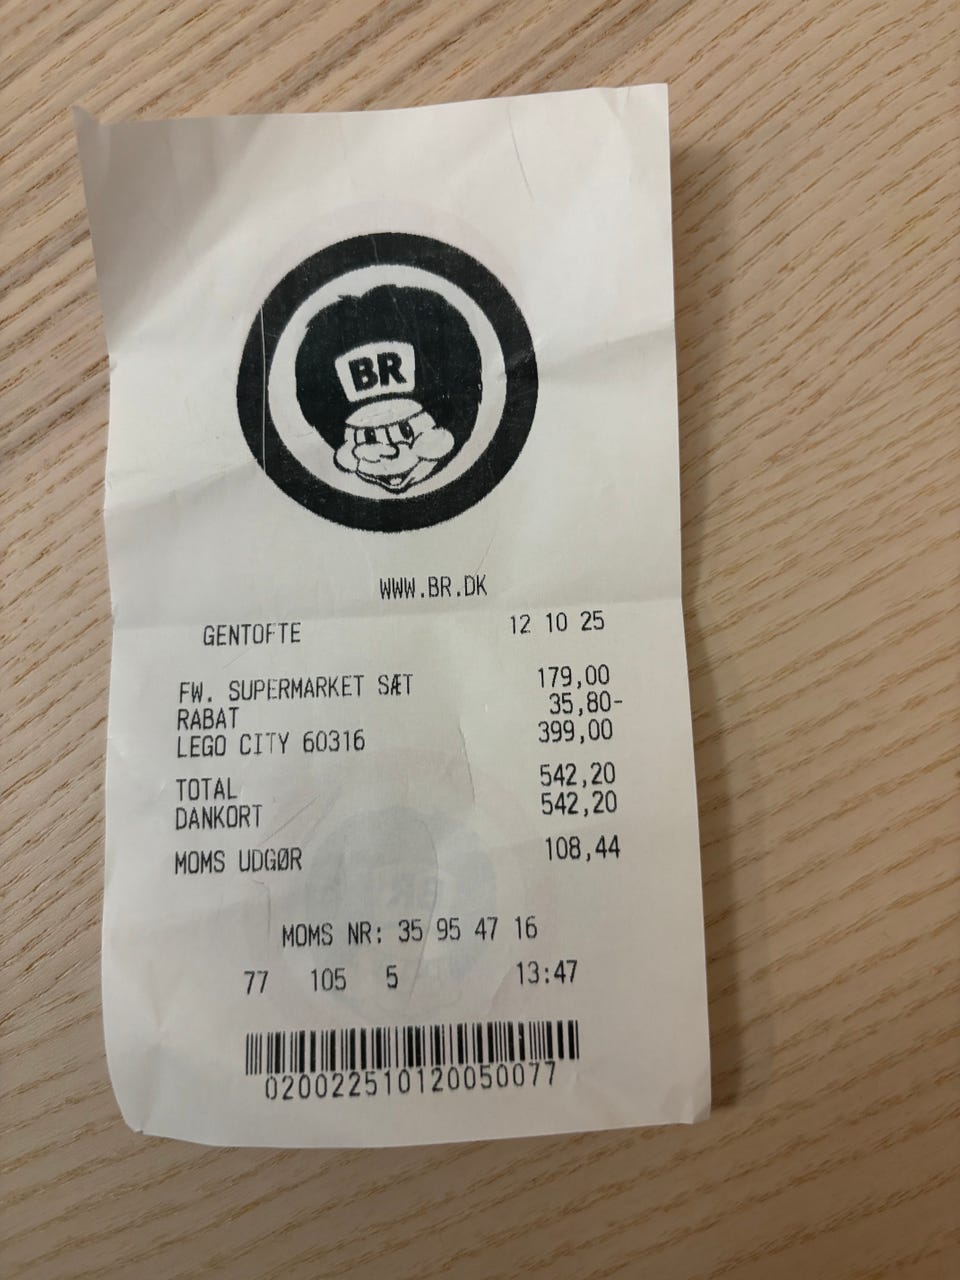 BR
WWW.BR.DK
GENTOFTE 12 10 25
FW. SUPERMARKET SÆT 179,00
RABAT 35,80-
LEGO CITY 60316 399,00
TOTAL 542,20
DANKORT 542,20
MOMS UDGØR 108,44
MOMS NR: 35 95 47 16
77 105 5 13:47
020022510120050077